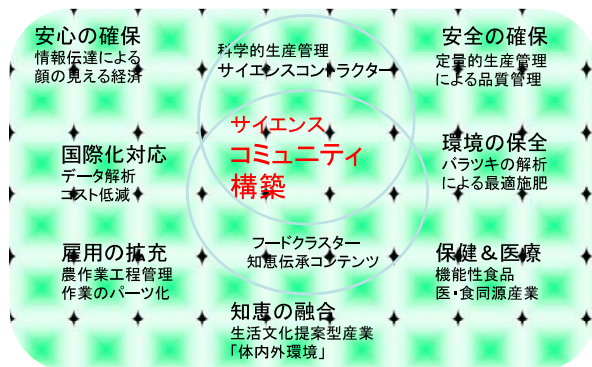 安心の確保
情報伝達による
顔の見える経済
科学的生産管理
サイエンスコントラクター
安全の確保
定量的生産管理
による品質管理
サイエンス
コミュニティ
構築
国際化対応
データ解析
コスト低減
環境の保全
バラツキの解析
による最適施肥
雇用の拡充
農作業工程管理
作業のパーツ化
フードクラスター
知恵伝承コンテンツ
保健＆医療
機能性食品
医・食同源産業
知恵の融合
生活文化提案型産業
「体内外環境」